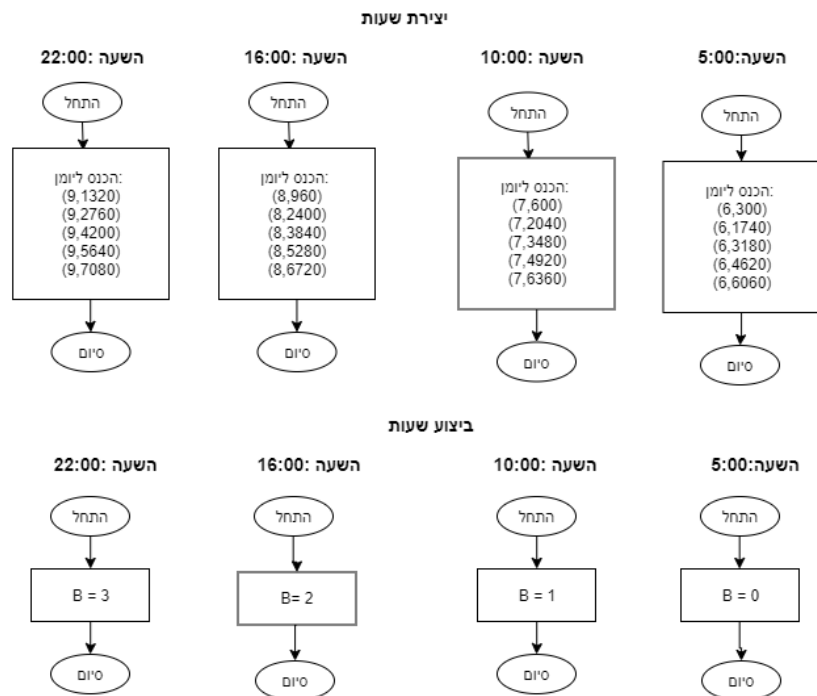 יצירת שעות
השעה:5:00
השעה :10:00
השעה :16:00
השעה :22:00
התחל
התחל
התחל
התחל
הכנס ליומן:
(6,300)
(6,1740)
(6,3180)
(6,4620)
(6,6060)
הכנס ליומן:
(7,600)
(7,2040)
(7,3480)
(7,4920)
(7,6360)
הכנס ליומן:
(8,960)
(8,2400)
(8,3840)
(8,5280)
(8,6720)
הכנס ליומן:
(9,1320)
(9,2760)
(9,4200)
(9,5640)
(9,7080)
סיום
סיום
סיום
סיום
ביצוע שעות
השעה:5:00
השעה :10:00
השעה :16:00
השעה :22:00
התחל
התחל
התחל
התחל
B = 0
B = 1
B= 2
B = 3
סיום
סיום
סיום
סיום